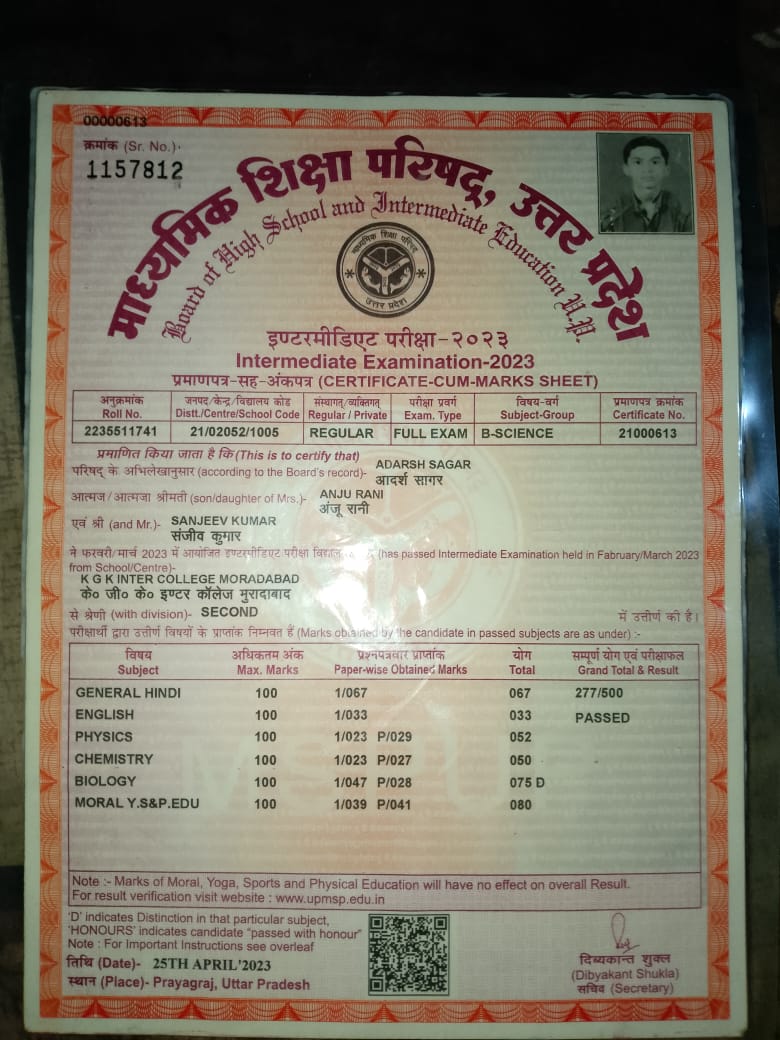 00000613
क्रमांक (Sr. No.)
1157812
माध्यमिक शिक्षा परिषद्, उत्तर प्रदेश
Board of High School and Intermediate Education U.P.
माध्यमिक शिक्षा परिषद
उत्तर प्रदेश
इण्टरमीडिएट परीक्षा-२०२३
Intermediate Examination-2023
प्रमाणपत्र-सह-अंकपत्र (CERTIFICATE-CUM-MARKS SHEET)
अनुक्रमांक जनपद/केन्द्र/विद्यालय कोड संस्थागत/व्यक्तिगत परीक्षा प्रवर्ग विषय-वर्ग प्रमाणपत्र क्रमांक
Roll No. Distt./Centre/School Code Regular / Private Exam. Type Subject-Group Certificate No.
2235511741 21/02052/1005 REGULAR FULL EXAM B-SCIENCE 21000613
प्रमाणित किया जाता है कि (This is to certify that)
परिषद् के अभिलेखानुसार (according to the Board's record)- ADARSH SAGAR
आदर्श सागर
आत्मज/आत्मजा श्रीमती (son/daughter of Mrs.)- ANJU RANI
अंजू रानी
एवं श्री (and Mr.)- SANJEEV KUMAR
संजीव कुमार
ने फरवरी/मार्च 2023 में आयोजित इण्टरमीडिएट परीक्षा (has passed Intermediate Examination held in Fabruary/March 2023
from School/Centre)-
K G K INTER COLLEGE MORADABAD
के० जी० के० इण्टर कॉलेज मुरादाबाद
से श्रेणी (with division)- SECOND में उत्तीर्ण की है।
परीक्षार्थी द्वारा उत्तीर्ण विषयों के प्राप्तांक निम्नवत हैं (Marks obtained by the candidate in passed subjects are as under) :-
विषय अधिकतम अंक प्रश्नपत्रवार प्राप्तांक योग सम्पूर्ण योग एवं परीक्षाफल
Subject Max. Marks Paper-wise Obtained Marks Total Grand Total & Result
GENERAL HINDI 100 1/067 067 277/500
ENGLISH 100 1/033 033 PASSED
PHYSICS 100 1/023 P/029 052
CHEMISTRY 100 1/023 P/027 050
BIOLOGY 100 1/047 P/028 075 D
MORAL Y.S&P.EDU 100 1/039 P/041 080
Note :- Marks of Moral, Yoga, Sports and Physical Education will have no effect on overall Result.
For result verification visit website : www.upmsp.edu.in
'D' indicates Distinction in that particular subject,
'HONOURS' indicates candidate "passed with honour"
Note : For Important Instructions see overleaf
तिथि (Date)- 25TH APRIL'2023
स्थान (Place)- Prayagraj, Uttar Pradesh
दिब्यकान्त शुक्ल
(Dibyakant Shukla)
सचिव (Secretary)